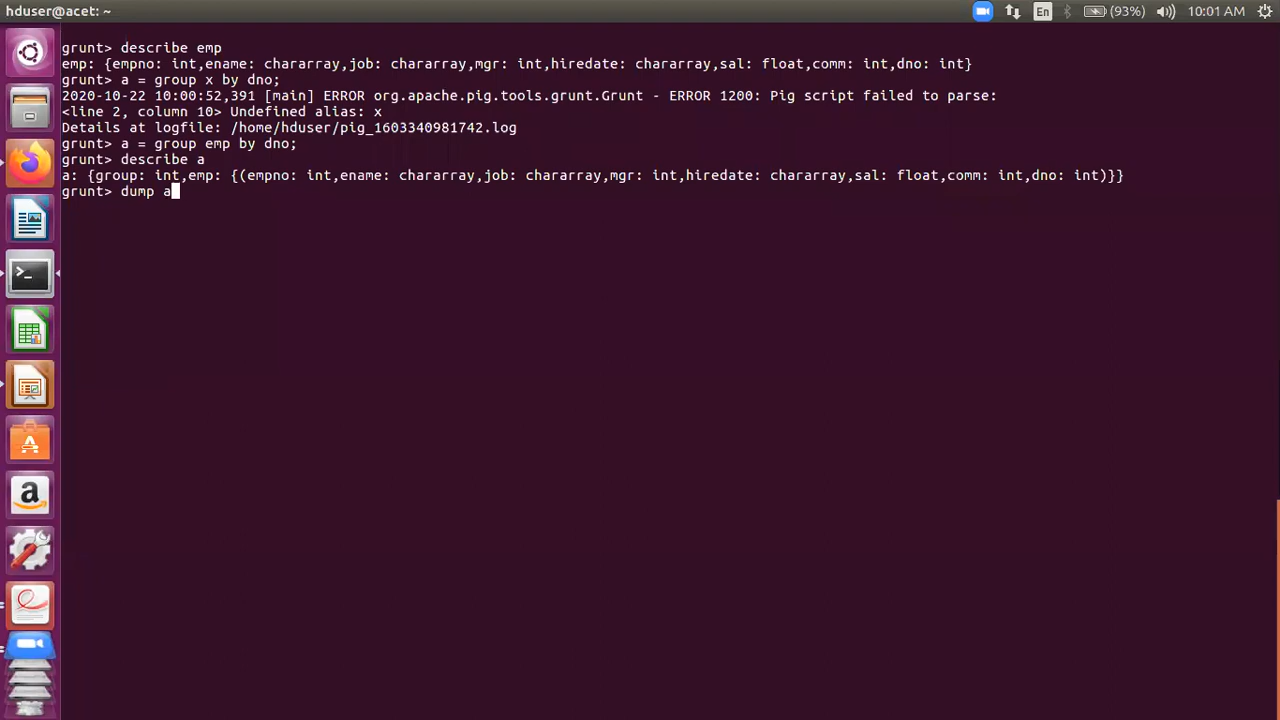 hduser@acet: ~
En
(93%)
10:01 AM
grunt> describe emp
emp: {empno: int,ename: chararray,job: chararray,mgr: int,hiredate: chararray,sal: float,comm: int,dno: int}
grunt> a = group x by dno;
2020-10-22 10:00:52,391 [main] ERROR org.apache.pig.tools.grunt.Grunt - ERROR 1200: Pig script failed to parse:
<line 2, column 10> Undefined alias: x
Details at logfile: /home/hduser/pig_1603340981742.log
grunt> a = group emp by dno;
grunt> describe a
a: {group: int,emp: {(empno: int,ename: chararray,job: chararray,mgr: int,hiredate: chararray,sal: float,comm: int,dno: int)}}
grunt> dump a